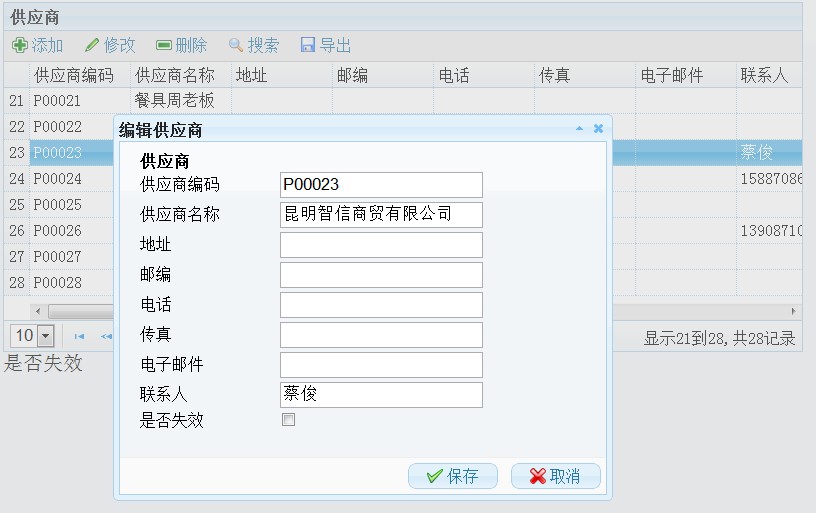 供应商
添加 修改 删除 搜索 导出
供应商编码 供应商名称 地址 邮编 电话 传真 电子邮件 联系人
21 P00021 餐具周老板
22 P00022
23 P00023 蔡俊
24 P00024 15887086
25 P00025
26 P00026 13908710
27 P00027
28 P00028
编辑供应商
供应商
供应商编码 P00023
供应商名称 昆明智信商贸有限公司
地址
邮编
电话
传真
电子邮件
联系人 蔡俊
是否失效
保存 取消
10 显示21到28,共28记录
是否失效